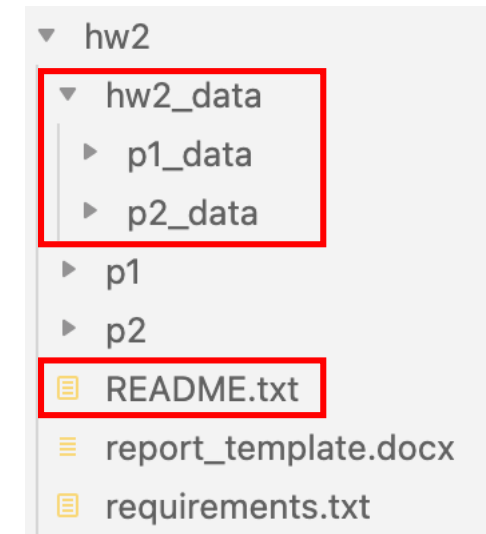 hw2
hw2_data
p1_data
p2_data
p1
p2
README.txt
report_template.docx
requirements.txt